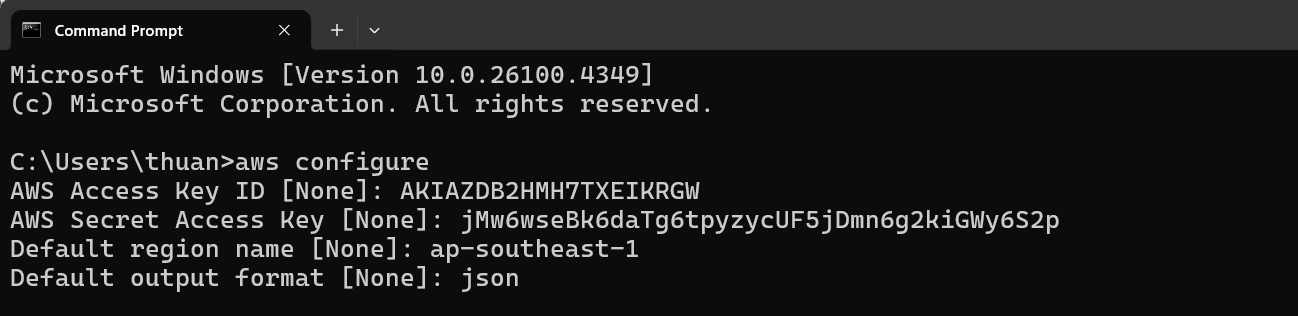 Command Prompt
Microsoft Windows [Version 10.0.26100.4349]
(c) Microsoft Corporation. All rights reserved.
C:\Users\thuan>aws configure
AWS Access Key ID [None]: AKIAZDB2HMH7TXEIKRGW
AWS Secret Access Key [None]: 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
Default region name [None]: ap-southeast-1
Default output format [None]: json